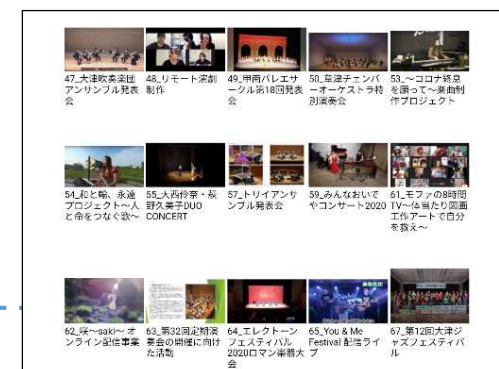 47_大津吹奏楽団
アンサンブル発表
会
48_リモート演劇
制作
49_甲南バレエサ
ークル第18回発表
会
50_草津チェンバ
ーオーケストラ特
別演奏会
53_～コロナ終息
を願って～楽曲制
作プロジェクト
54_和と輪、永遠
プロジェクト～人
と命をつなぐ歌～
55_大西伶奈・萩
野久美子DUO
CONCERT
57_トリイアンサ
ンブル発表会
59_みんなおいで
やコンサート2020
61_モファの8時間
TV～体当たり図画
工作アートで自分
を救え～
62_咲～saki～ オ
ンライン配信事業
63_第32回定期演
奏会の開催に向け
た活動
64_エレクトーン
フェスティバル
2020ロマン楽器大
会
65_You & Me
Festival 配信ライ
ブ
67_第12回大津ジ
ャズフェスティバ
ル